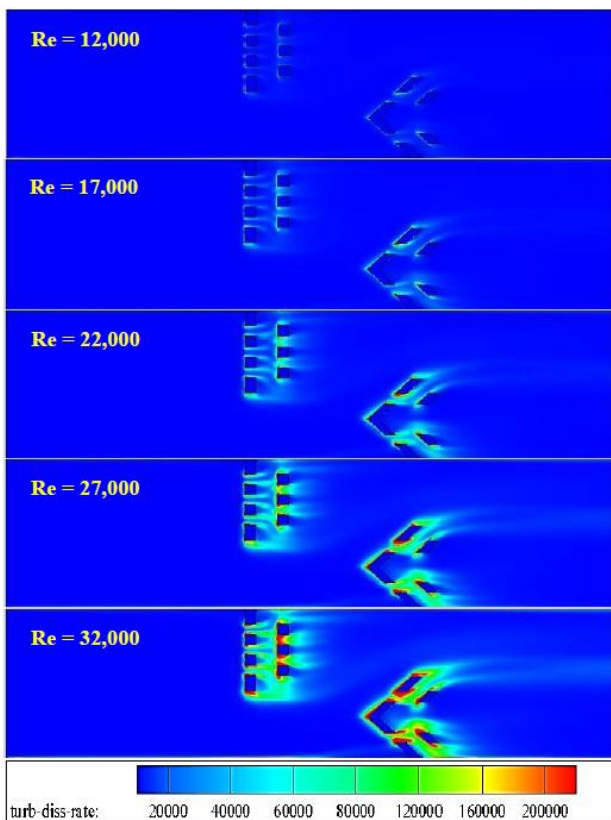 Re = 12,000
Re = 17,000
Re = 22,000
Re = 27,000
Re = 32,000
turb-diss-rate: 20000 40000 60000 80000 120000 160000 200000